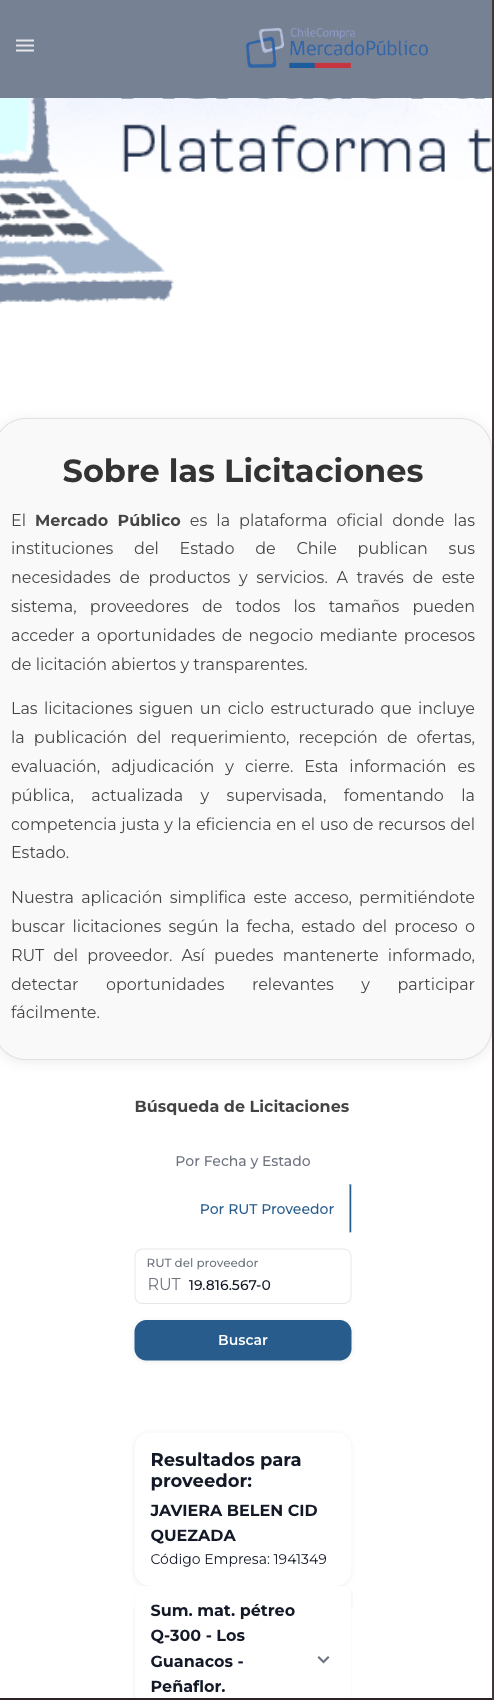 ChileCompra
MercadoPúblico
Plataforma t
Sobre las Licitaciones
El Mercado Público es la plataforma oficial donde las
instituciones del Estado de Chile publican sus
necesidades de productos y servicios. A través de este
sistema, proveedores de todos los tamaños pueden
acceder a oportunidades de negocio mediante procesos
de licitación abiertos y transparentes.
Las licitaciones siguen un ciclo estructurado que incluye
la publicación del requerimiento, recepción de ofertas,
evaluación, adjudicación y cierre. Esta información es
pública, actualizada y supervisada, fomentando la
competencia justa y la eficiencia en el uso de recursos del
Estado.
Nuestra aplicación simplifica este acceso, permitiéndote
buscar licitaciones según la fecha, estado del proceso o
RUT del proveedor. Así puedes mantenerte informado,
detectar oportunidades relevantes y participar
fácilmente.
Búsqueda de Licitaciones
Por Fecha y Estado
Por RUT Proveedor
RUT del proveedor
RUT 19.816.567-0
Buscar
Resultados para
proveedor:
JAVIERA BELEN CID
QUEZADA
Código Empresa: 1941349
Sum. mat. pétreo
Q-300 - Los
Guanacos -
Peñaflor.